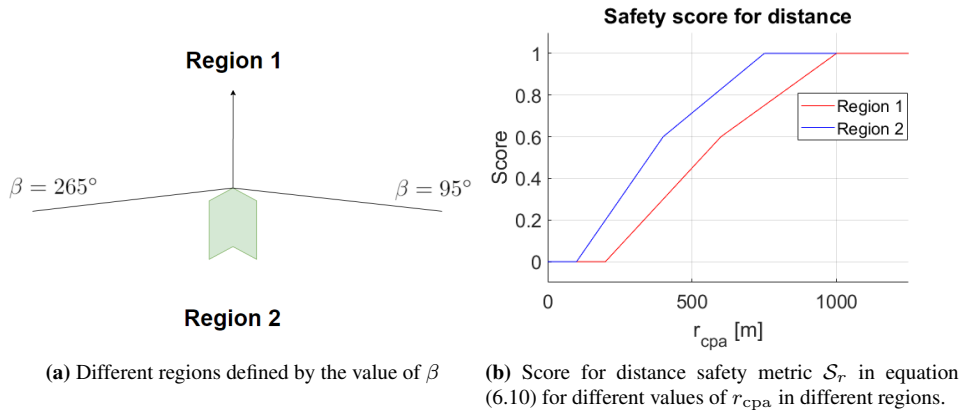 Region 1
β = 265°
β = 95°
Region 2
(a) Different regions defined by the value of β
Safety score for distance
Score
1
0.8
0.6
0.4
0.2
0
0
500
1000
r_cpa [m]
Region 1
Region 2
(b) Score for distance safety metric 𝒮_r in equation
(6.10) for different values of r_cpa in different regions.